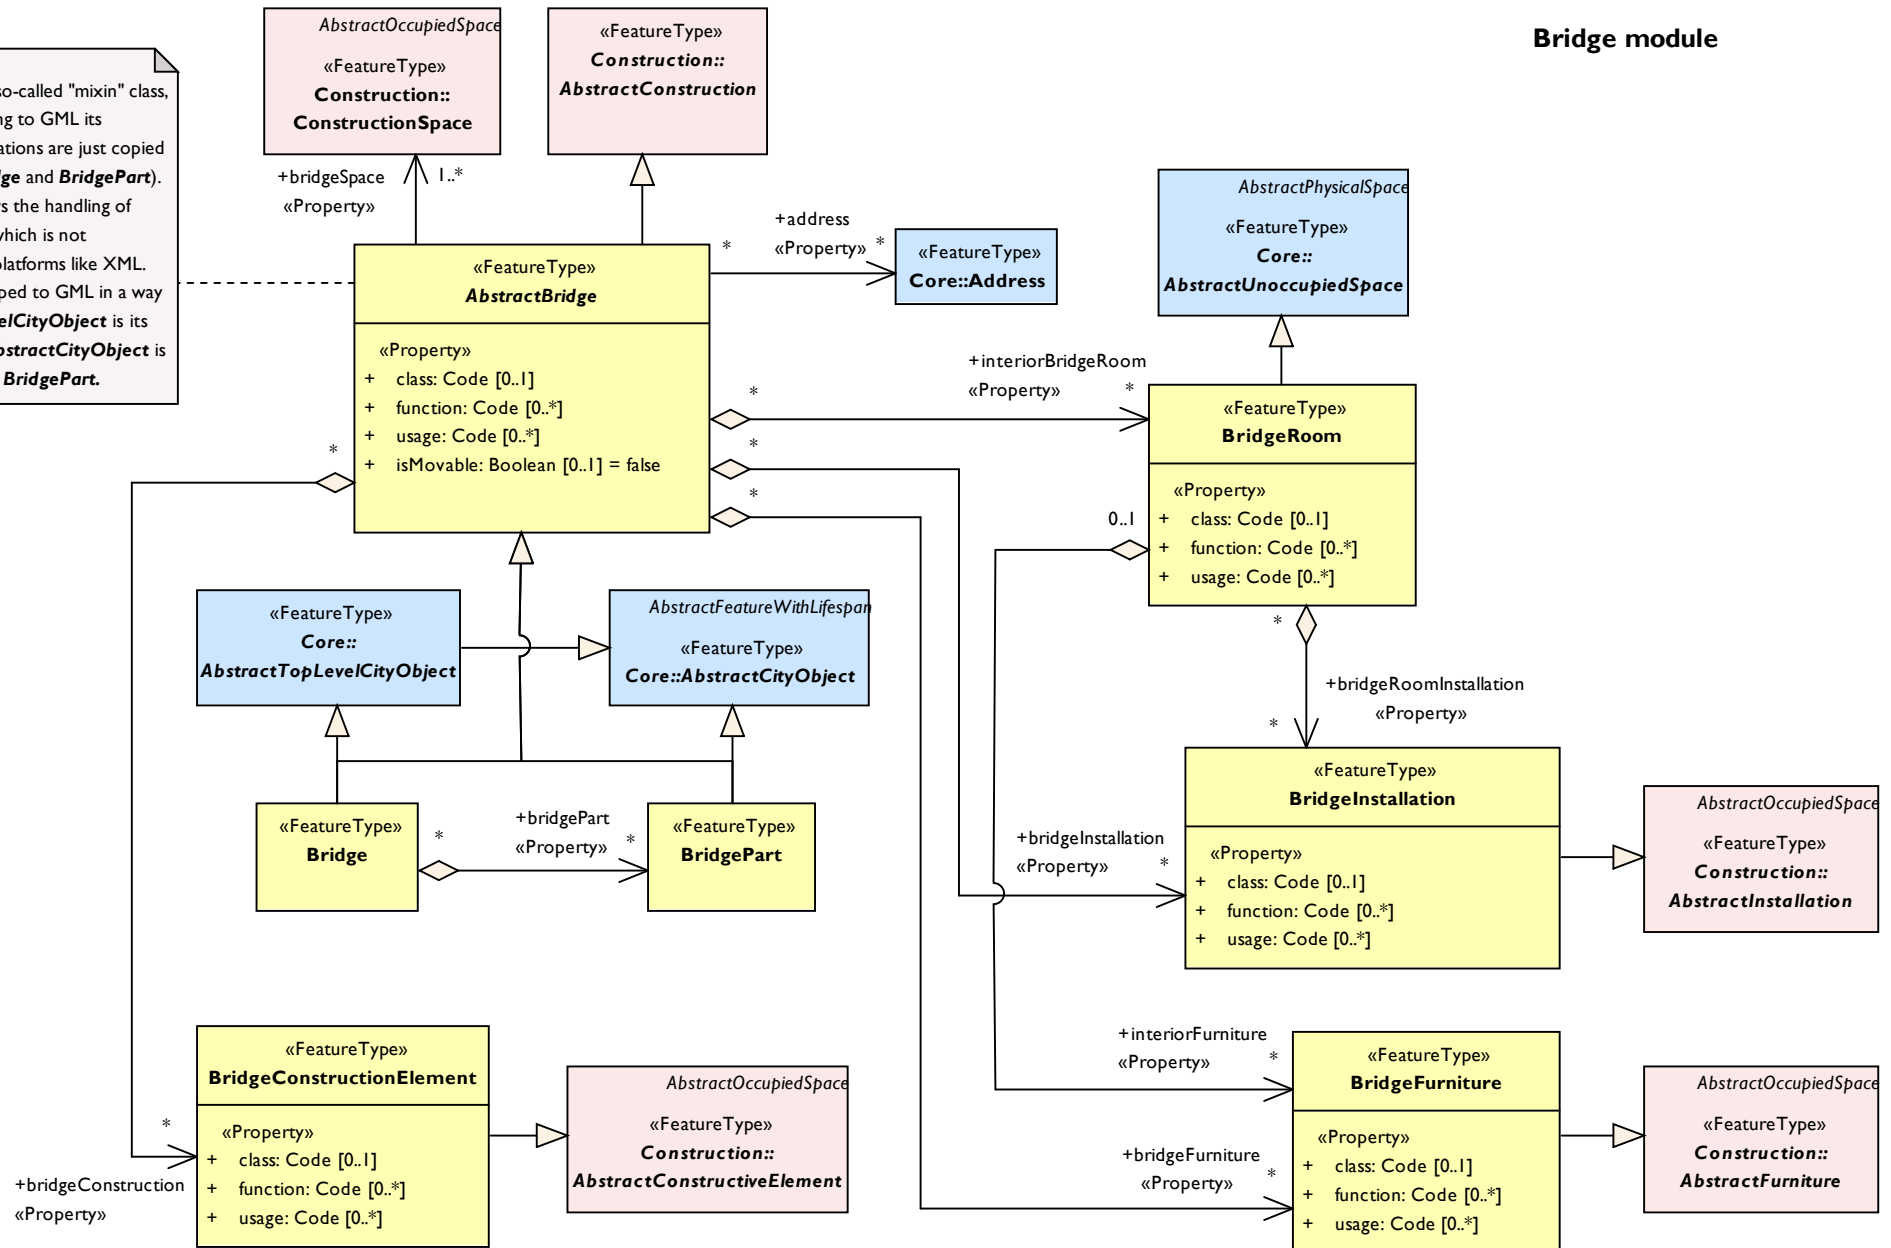 Bridge module
so-called "mixin" class,
ng to GML its
ations are just copied
ge and BridgePart).
s the handling of
which is not
platforms like XML.
ped to GML in a way
elCityObject is its
bstractCityObject is
BridgePart.
AbstractOccupiedSpace
«FeatureType»
Construction::
ConstructionSpace
«FeatureType»
Construction::
AbstractConstruction
+bridgeSpace
«Property»
1..*
+address
«Property»
*
*
«FeatureType»
Core::Address
AbstractPhysicalSpace
«FeatureType»
Core::
AbstractUnoccupiedSpace
«FeatureType»
AbstractBridge
«Property»
+ class: Code [0..1]
+ function: Code [0..*]
+ usage: Code [0..*]
+ isMovable: Boolean [0..1] = false
*
*
*
*
+interiorBridgeRoom
«Property»
*
«FeatureType»
BridgeRoom
«Property»
+ class: Code [0..1]
+ function: Code [0..*]
+ usage: Code [0..*]
0..1
*
+bridgeRoomInstallation
«Property»
*
«FeatureType»
Core::
AbstractTopLevelCityObject
AbstractFeatureWithLifespan
«FeatureType»
Core::AbstractCityObject
«FeatureType»
Bridge
*
+bridgePart
«Property»
*
«FeatureType»
BridgePart
+bridgeInstallation
«Property»
*
«FeatureType»
BridgeInstallation
«Property»
+ class: Code [0..1]
+ function: Code [0..*]
+ usage: Code [0..*]
AbstractOccupiedSpace
«FeatureType»
Construction::
AbstractInstallation
*
+bridgeConstruction
«Property»
«FeatureType»
BridgeConstructionElement
«Property»
+ class: Code [0..1]
+ function: Code [0..*]
+ usage: Code [0..*]
AbstractOccupiedSpace
«FeatureType»
Construction::
AbstractConstructiveElement
+interiorFurniture
«Property»
*
+bridgeFurniture
«Property»
*
«FeatureType»
BridgeFurniture
«Property»
+ class: Code [0..1]
+ function: Code [0..*]
+ usage: Code [0..*]
AbstractOccupiedSpace
«FeatureType»
Construction::
AbstractFurniture